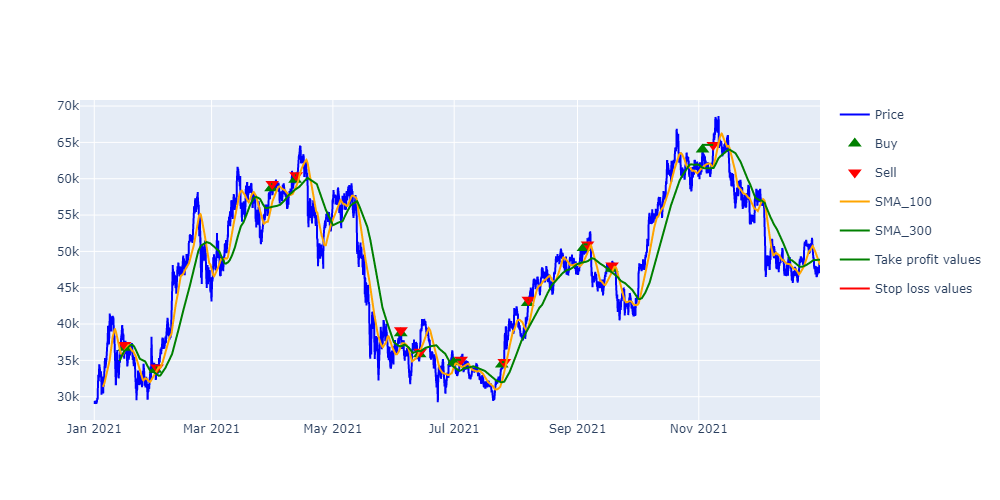 70k
65k
60k
55k
50k
45k
40k
35k
30k
Jan 2021 Mar 2021 May 2021 Jul 2021 Sep 2021 Nov 2021
Price
Buy
Sell
SMA_100
SMA_300
Take profit values
Stop loss values